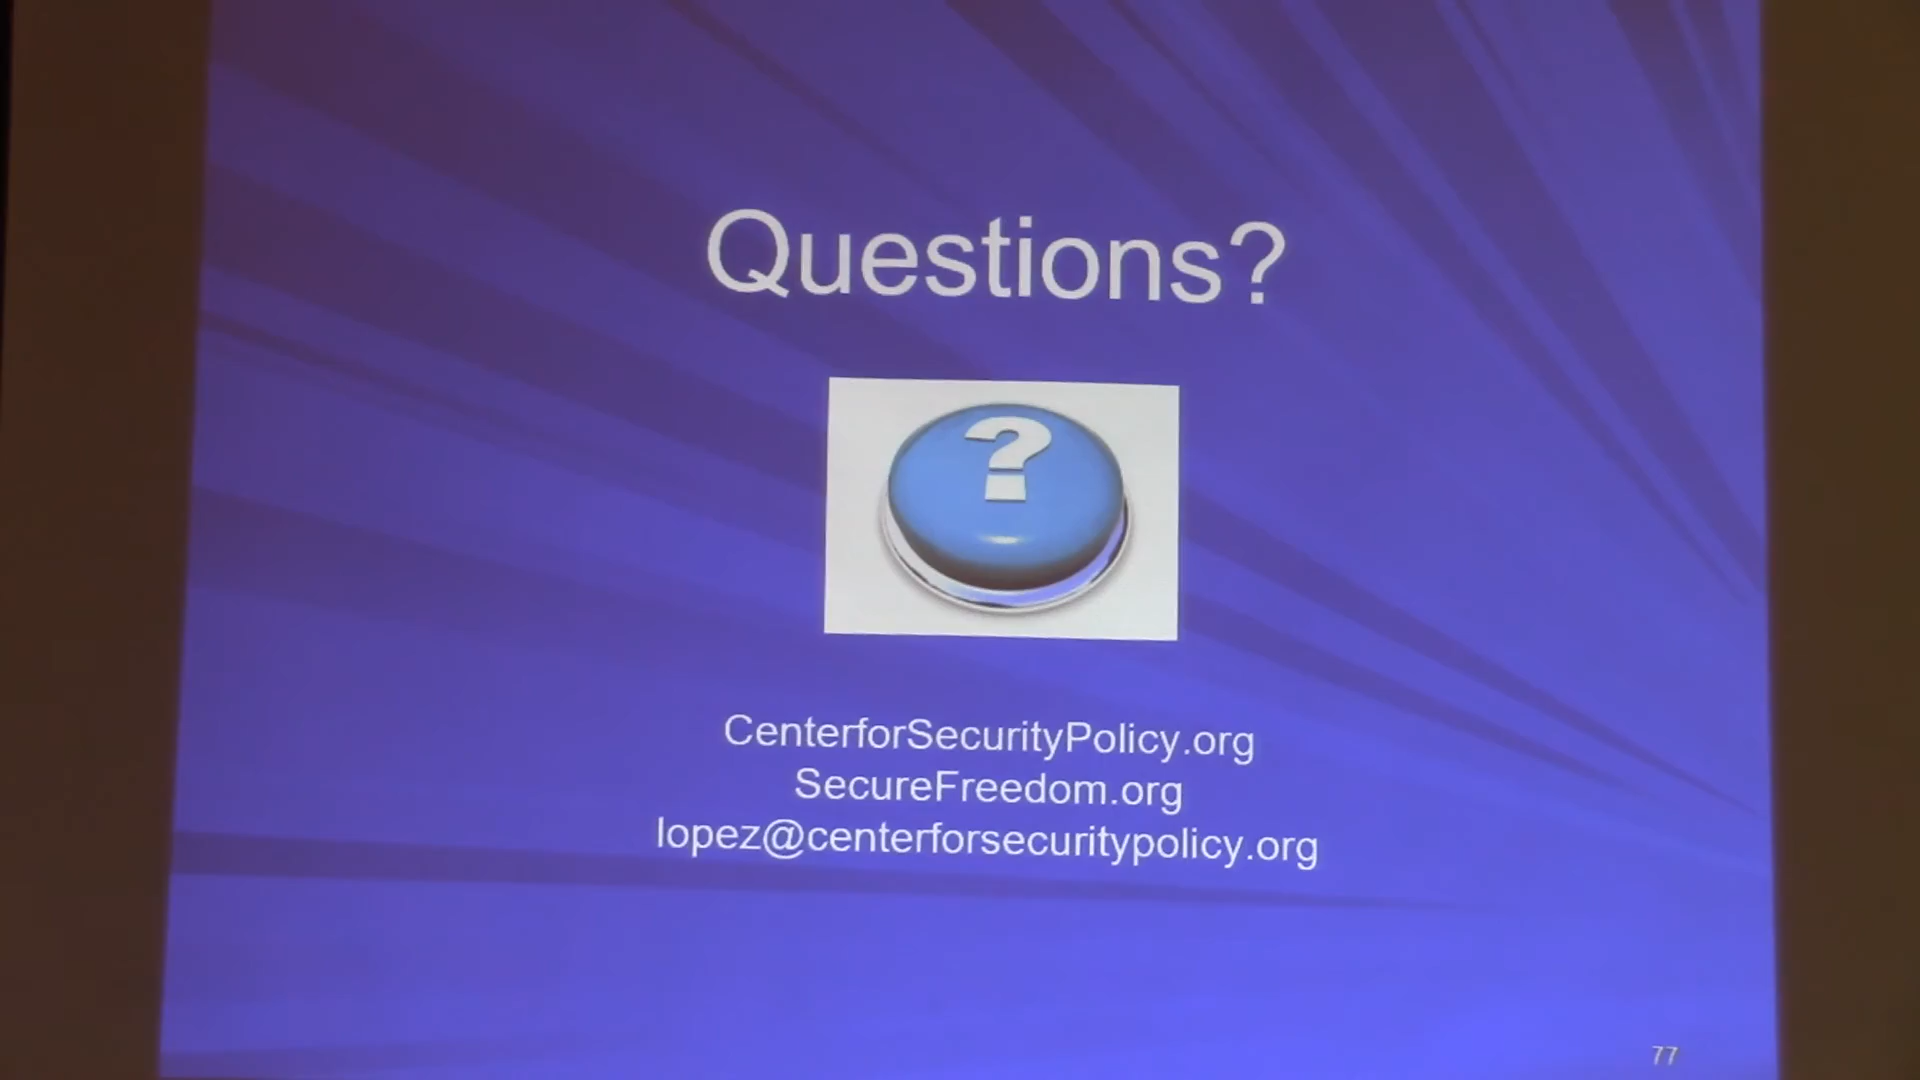 Questions?
?
CenterforSecurityPolicy.org
SecureFreedom.org
lopez@centerforsecuritypolicy.org
77